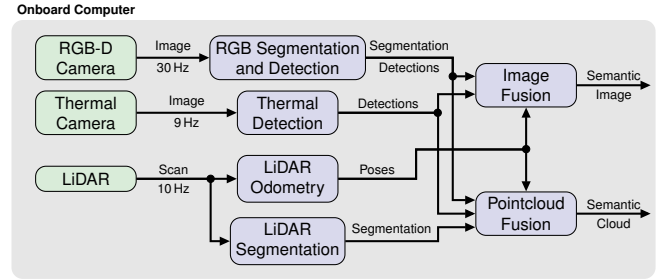 Onboard Computer
RGB-D
Camera
Image
30 Hz
RGB Segmentation
and Detection
Segmentation
Detections
Image
Fusion
Semantic
Image
Thermal
Camera
Image
9 Hz
Thermal
Detection
Detections
LiDAR
Scan
10 Hz
LiDAR
Odometry
Poses
LiDAR
Segmentation
Segmentation
Pointcloud
Fusion
Semantic
Cloud